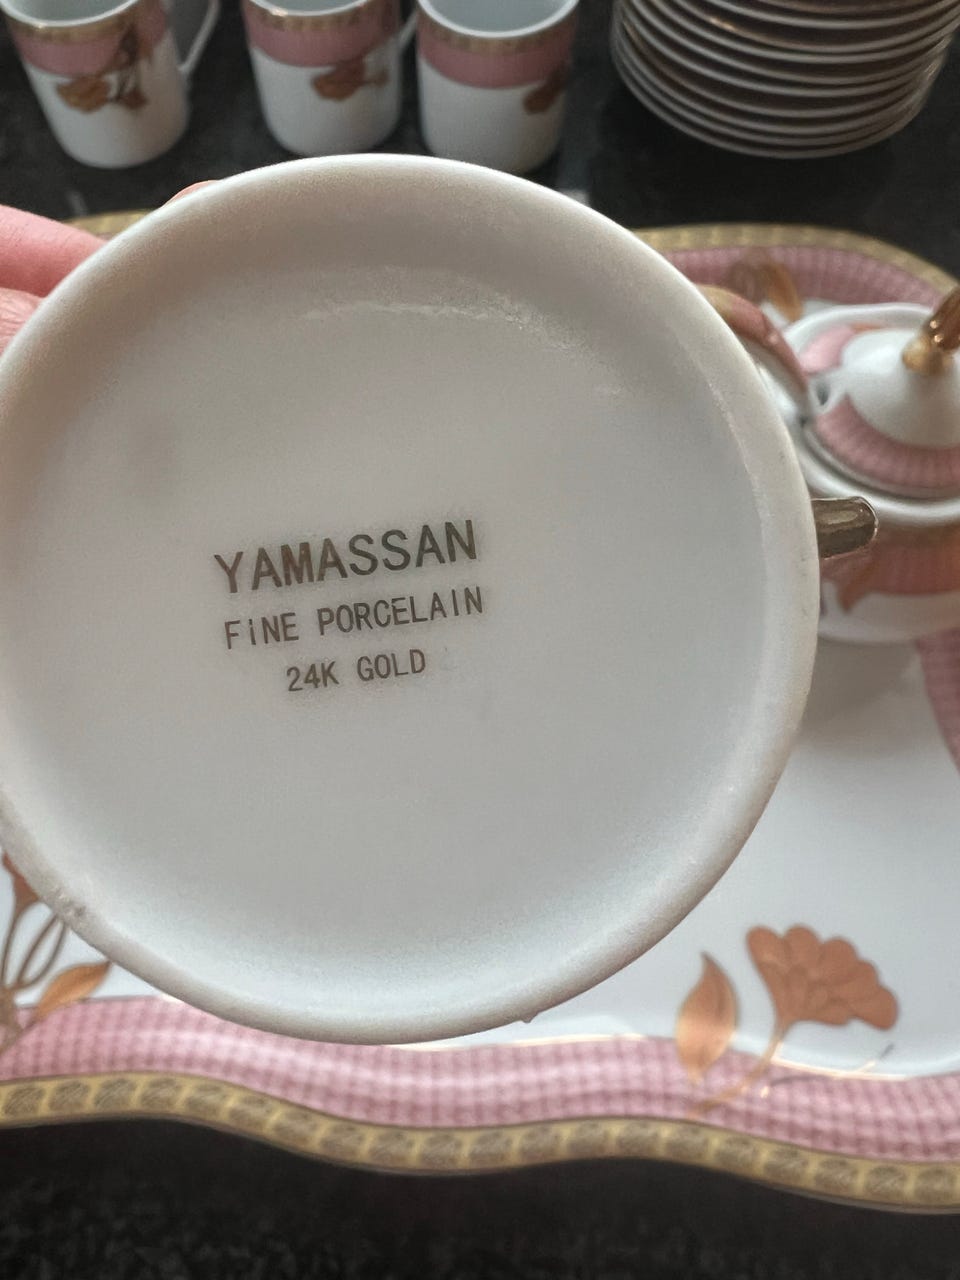 YAMASSAN
FiNE PORCELAIN
24K GOLD